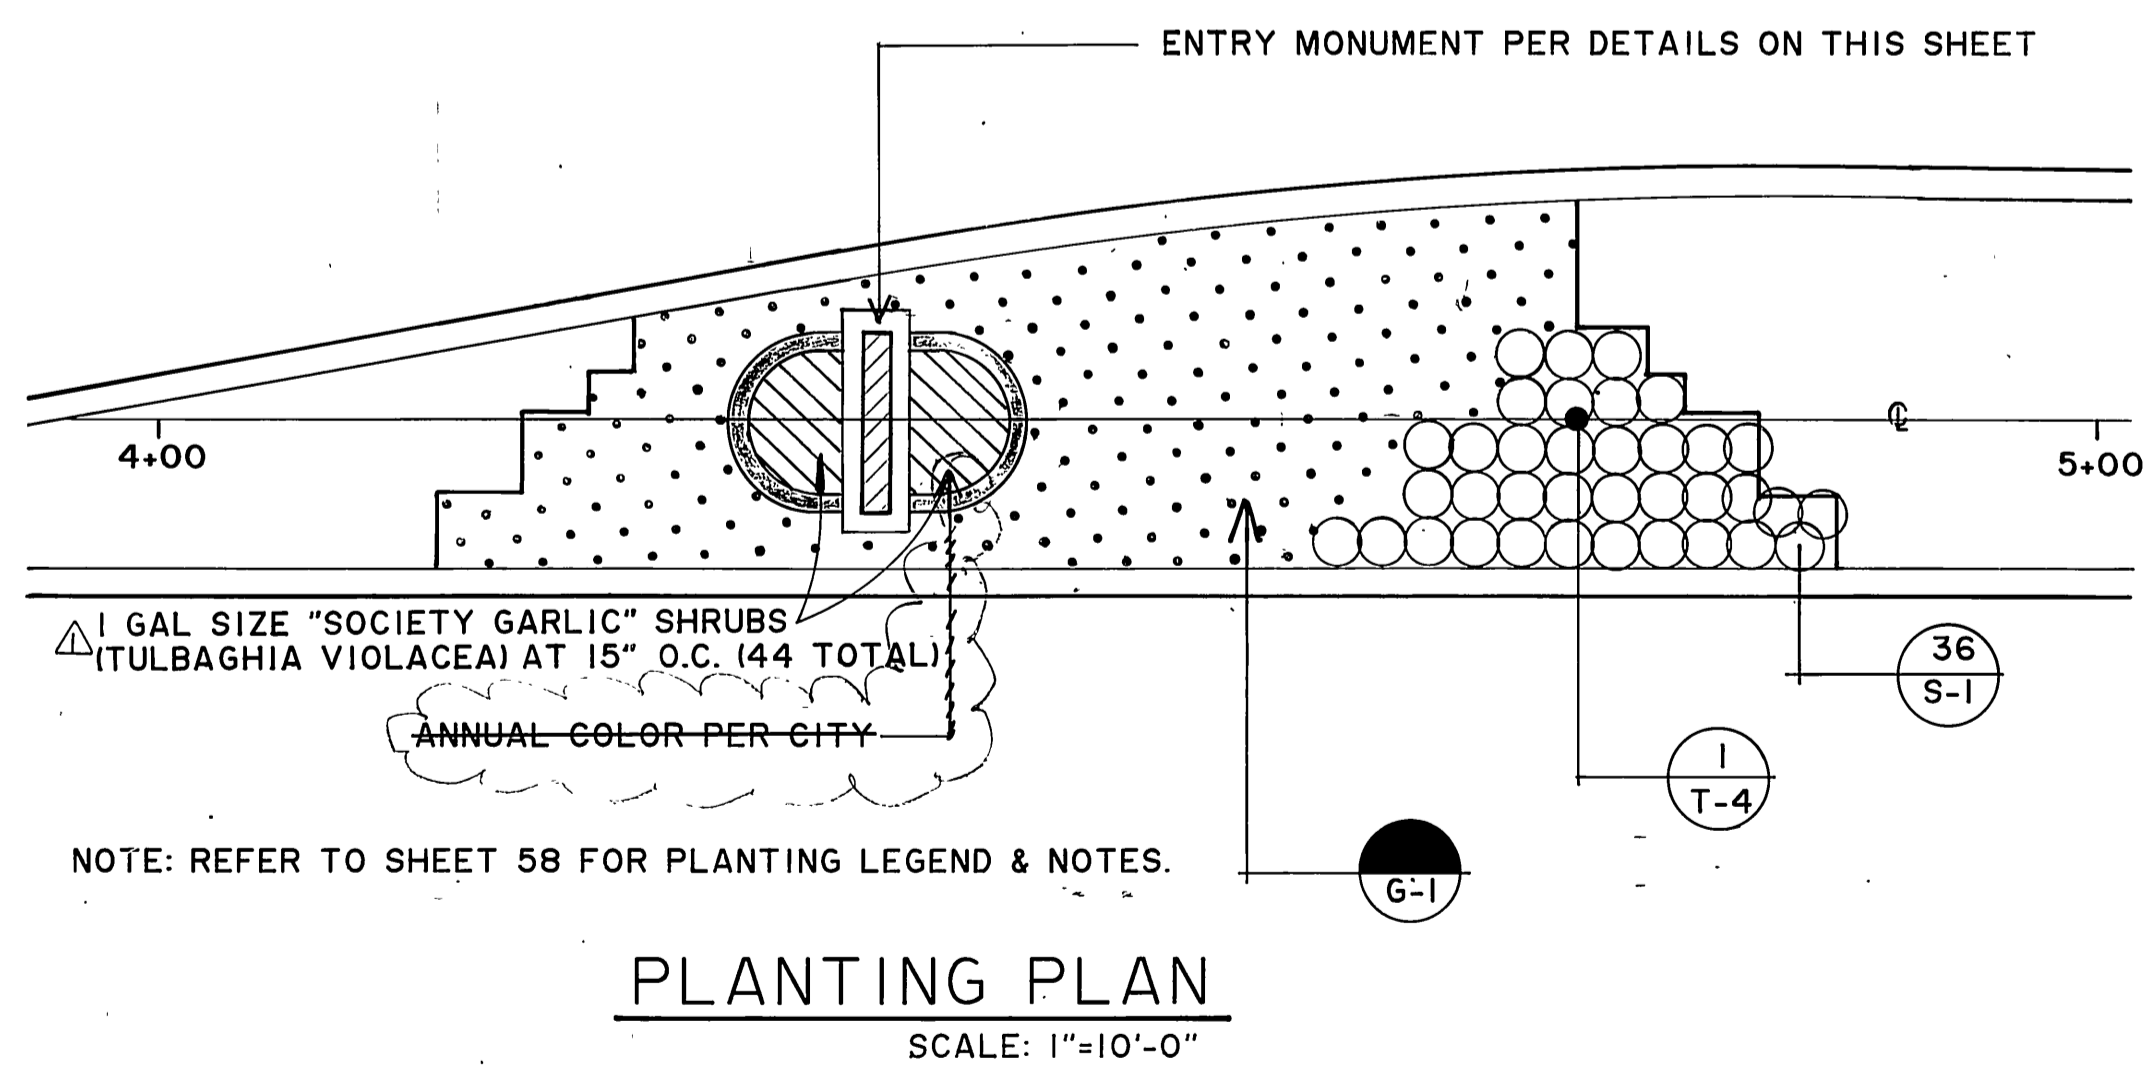 ENTRY MONUMENT PER DETAILS ON THIS SHEET
℄
4+00
5+00
1
1 GAL SIZE "SOCIETY GARLIC" SHRUBS
(TULBAGHIA VIOLACEA) AT 15" O.C. (44 TOTAL)
36
S-1
ANNUAL COLOR PER CITY
1
T-4
NOTE: REFER TO SHEET 58 FOR PLANTING LEGEND & NOTES.
G-1
PLANTING PLAN
SCALE: 1"=10'-0"